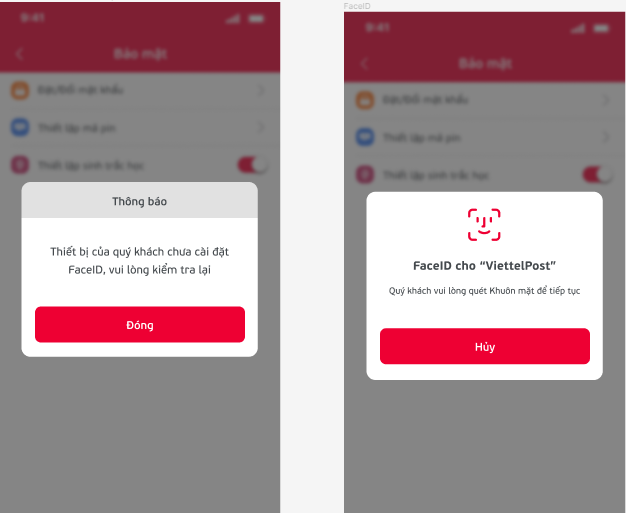 FaceID
9:41
Bảo mật
Đặt/Đổi mật khẩu
Thiết lập mã pin
Thiết lập sinh trắc học
Thông báo
Thiết bị của quý khách chưa cài đặt
FaceID, vui lòng kiểm tra lại
Đóng
9:41
Bảo mật
Đặt/Đổi mật khẩu
Thiết lập mã pin
Thiết lập sinh trắc học
FaceID cho “ViettelPost”
Quý khách vui lòng quét Khuôn mặt để tiếp tục
Hủy